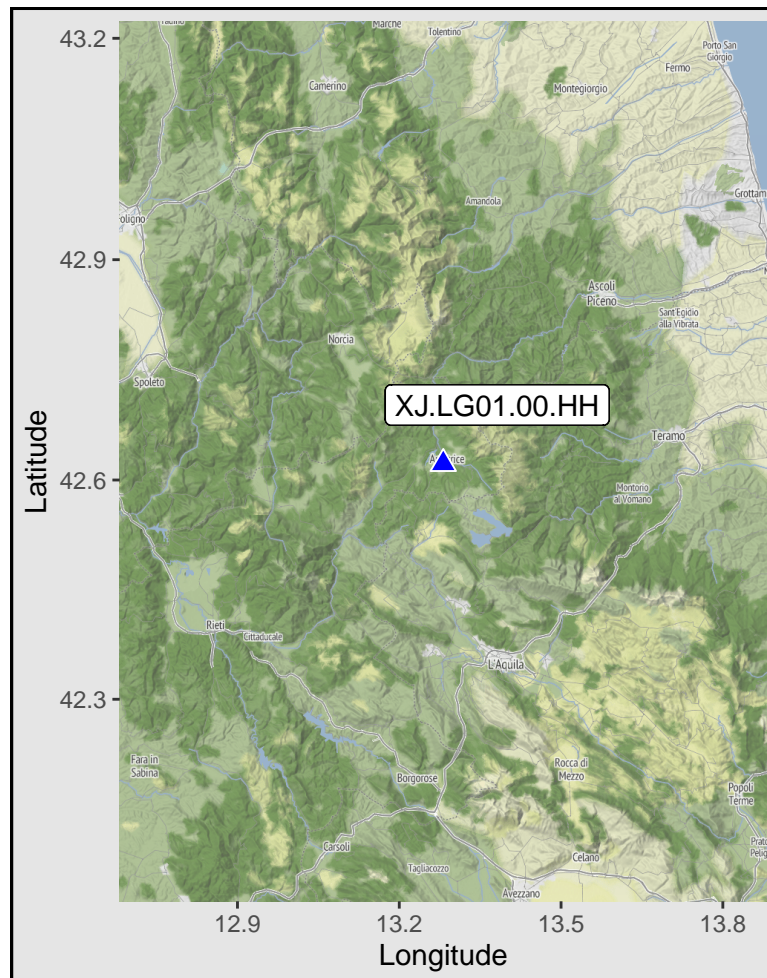 43.2
42.9
42.6
42.3
Latitude
Marche
Tolentino
Porto San
Giorgio
Fermo
Camerino
Montegiorgio
Amandola
Ascoli
Piceno
Sant'Egidio
alla Vibrata
Norcia
Spoleto
XJ.LG01.00.HH
Teramo
Montorio
al Vomano
Rieti
Cittaducale
L'Aquila
Fara in
Sabina
Rocca di
Mezzo
Borgorose
Popoli
Terme
Carsoli
Tagliacozzo
Celano
Avezzano
12.9
13.2
13.5
13.8
Longitude